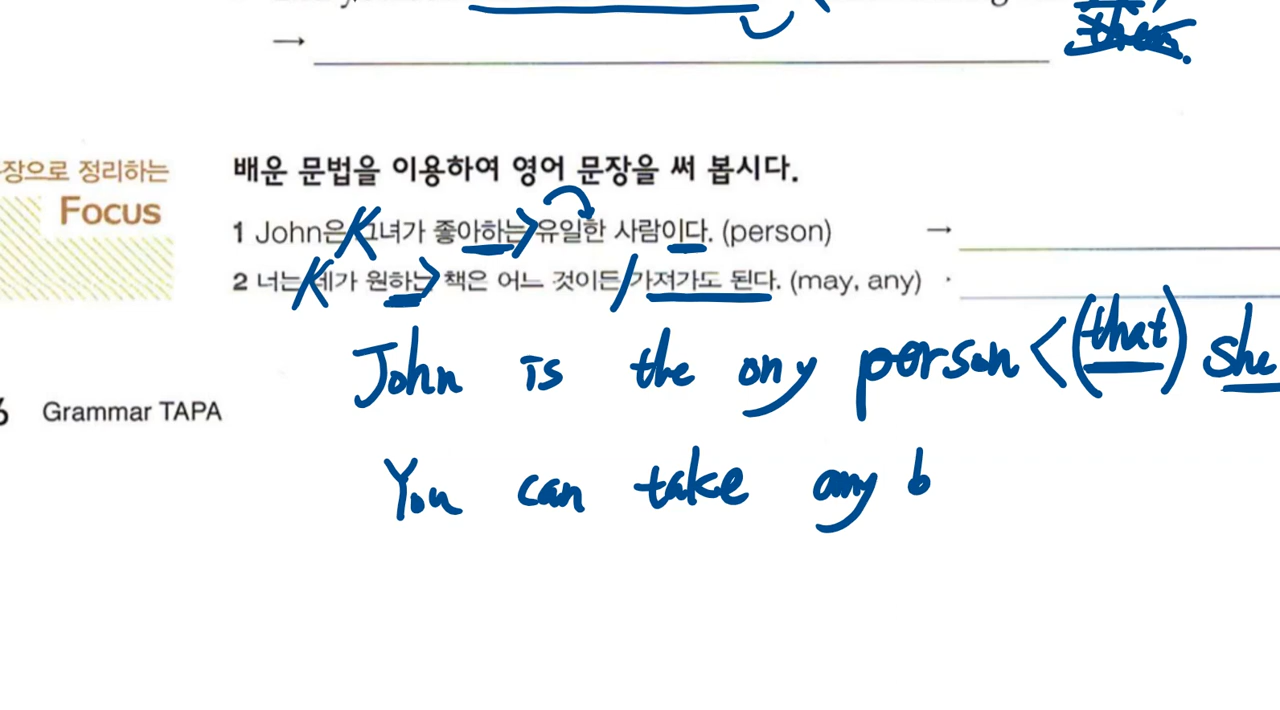 →
them.
장으로 정리하는
Focus
배운 문법을 이용하여 영어 문장을 써 봅시다.
1 John은 그녀가 좋아하는 유일한 사람이다. (person) →
2 너는 네가 원하는 책은 어느 것이든 가져가도 된다. (may, any)
John is the ony person < (that) she
You can take any b
6 Grammar TAPA